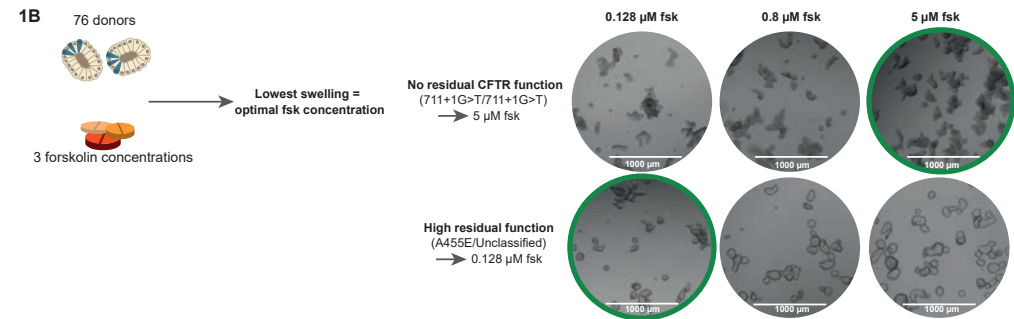 1B
76 donors
3 forskolin concentrations
Lowest swelling =
optimal fsk concentration
0.128 µM fsk
0.8 µM fsk
5 µM fsk
No residual CFTR function
(711+1G>T/711+1G>T)
5 µM fsk
1000 µm
1000 µm
1000 µm
High residual function
(A455E/Unclassified)
0.128 µM fsk
1000 µm
1000 µm
1000 µm